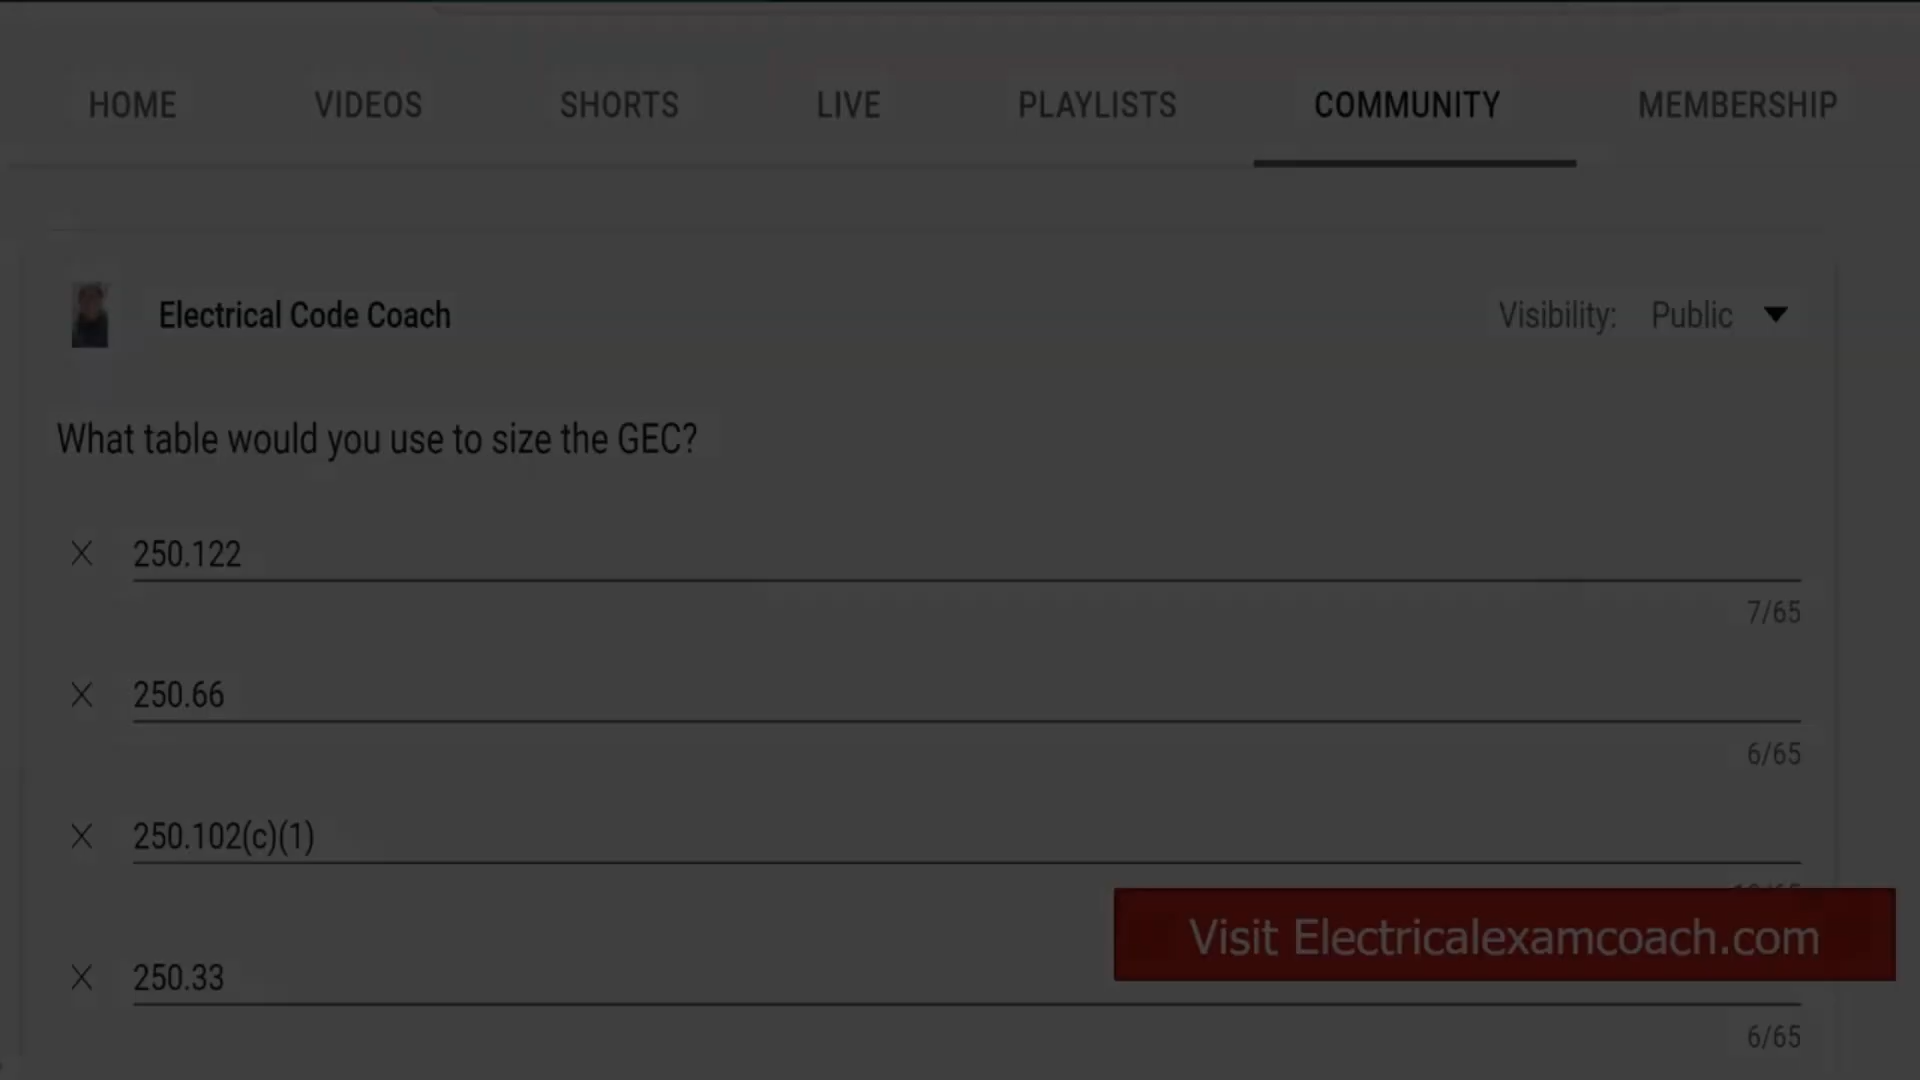 HOME VIDEOS SHORTS LIVE PLAYLISTS COMMUNITY MEMBERSHIP
Electrical Code Coach Visibility: Public
What table would you use to size the GEC?
250.122
7/65
250.66
6/65
250.102(c)(1)
Visit Electricalexamcoach.com
250.33
6/65